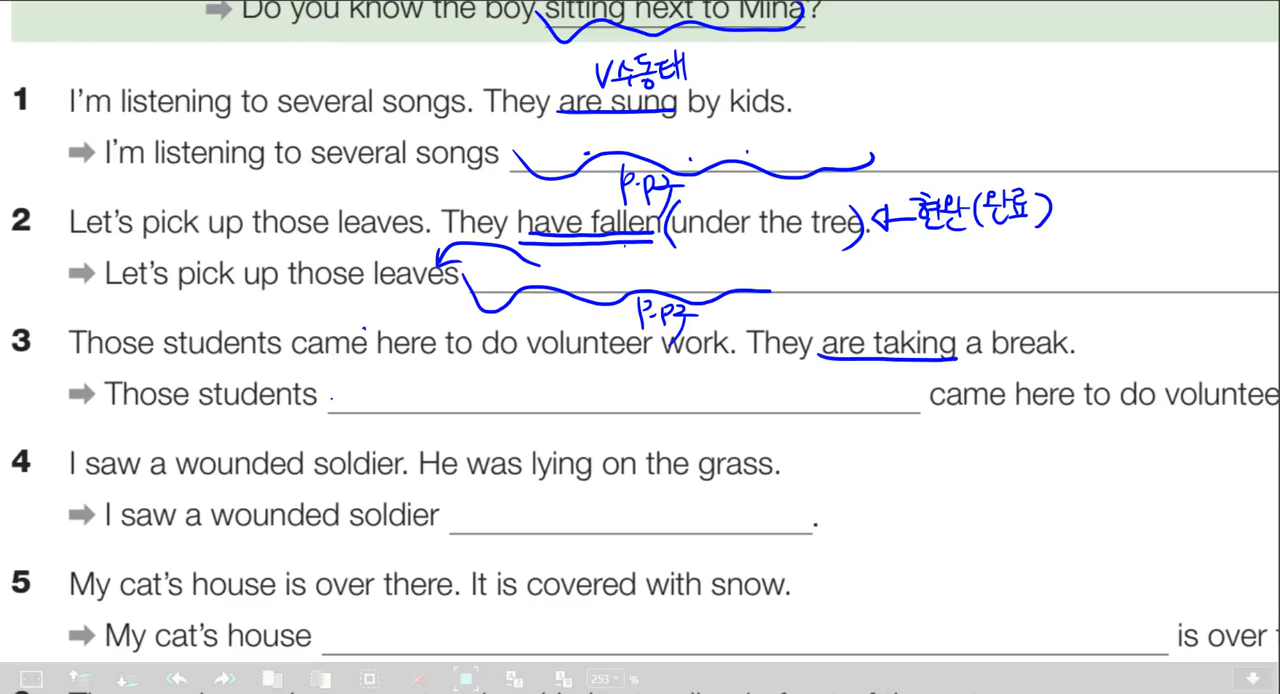 ➡ Do you know the boy sitting next to Mina?
V수동태
1 I'm listening to several songs. They are sung by kids.
➡ I'm listening to several songs
p.p구
2 Let's pick up those leaves. They have fallen (under the tree). ←현완(완료)
➡ Let's pick up those leaves
p.p구
3 Those students came here to do volunteer work. They are taking a break.
➡ Those students came here to do voluntee
4 I saw a wounded soldier. He was lying on the grass.
➡ I saw a wounded soldier .
5 My cat's house is over there. It is covered with snow.
➡ My cat's house is over
253 %